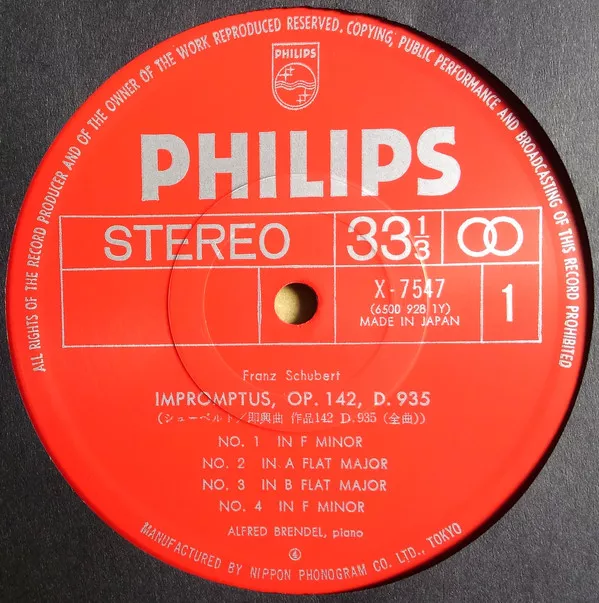 ALL RIGHTS OF THE RECORD PRODUCER AND OF THE OWNER OF THE WORK REPRODUCED RESERVED. COPYING, PUBLIC PERFORMANCE AND BROADCASTING OF THIS RECORD PROHIBITED
PHILIPS
PHILIPS
STEREO 33 1/3
X-7547
(6500 928 1Y)
MADE IN JAPAN
1
Franz Schubert
IMPROMPTUS, OP. 142, D. 935
(シューベルト/即興曲 作品142 D.935 (全曲))
NO. 1 IN F MINOR
NO. 2 IN A FLAT MAJOR
NO. 3 IN B FLAT MAJOR
NO. 4 IN F MINOR
ALFRED BRENDEL, piano
④
MANUFACTURED BY NIPPON PHONOGRAM CO. LTD., TOKYO